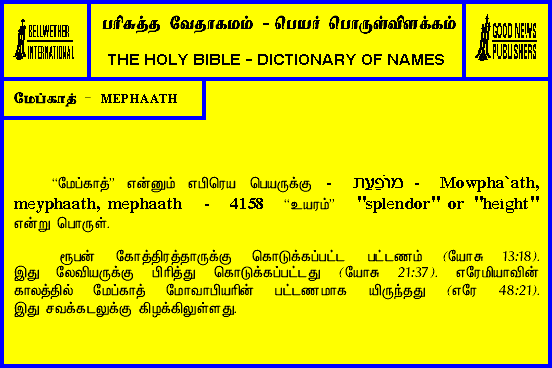 BELLWETHER
INTERNATIONAL
பரிசுத்த வேதாகமம் - பெயர் பொருள்விளக்கம்
THE HOLY BIBLE - DICTIONARY OF NAMES
GOOD NEWS
PUBLISHERS
மேப்காத் - MEPHAATH
“மேப்காத்” என்னும் எபிரெய பெயருக்கு - מוֹפַעַת - Mowpha`ath,
meyphaath, mephaath - 4158 “உயரம்” "splendor" or "height"
என்று பொருள்.
ரூபன் கோத்திரத்தாருக்கு கொடுக்கப்பட்ட பட்டணம் (யோசு 13:18).
இது லேவியருக்கு பிரித்து கொடுக்கப்பட்டது (யோசு 21:37). எரேமியாவின்
காலத்தில் மேப்காத் மோவாபியரின் பட்டணமாக யிருந்தது (எரே 48:21).
இது சவக்கடலுக்கு கிழக்கிலுள்ளது.